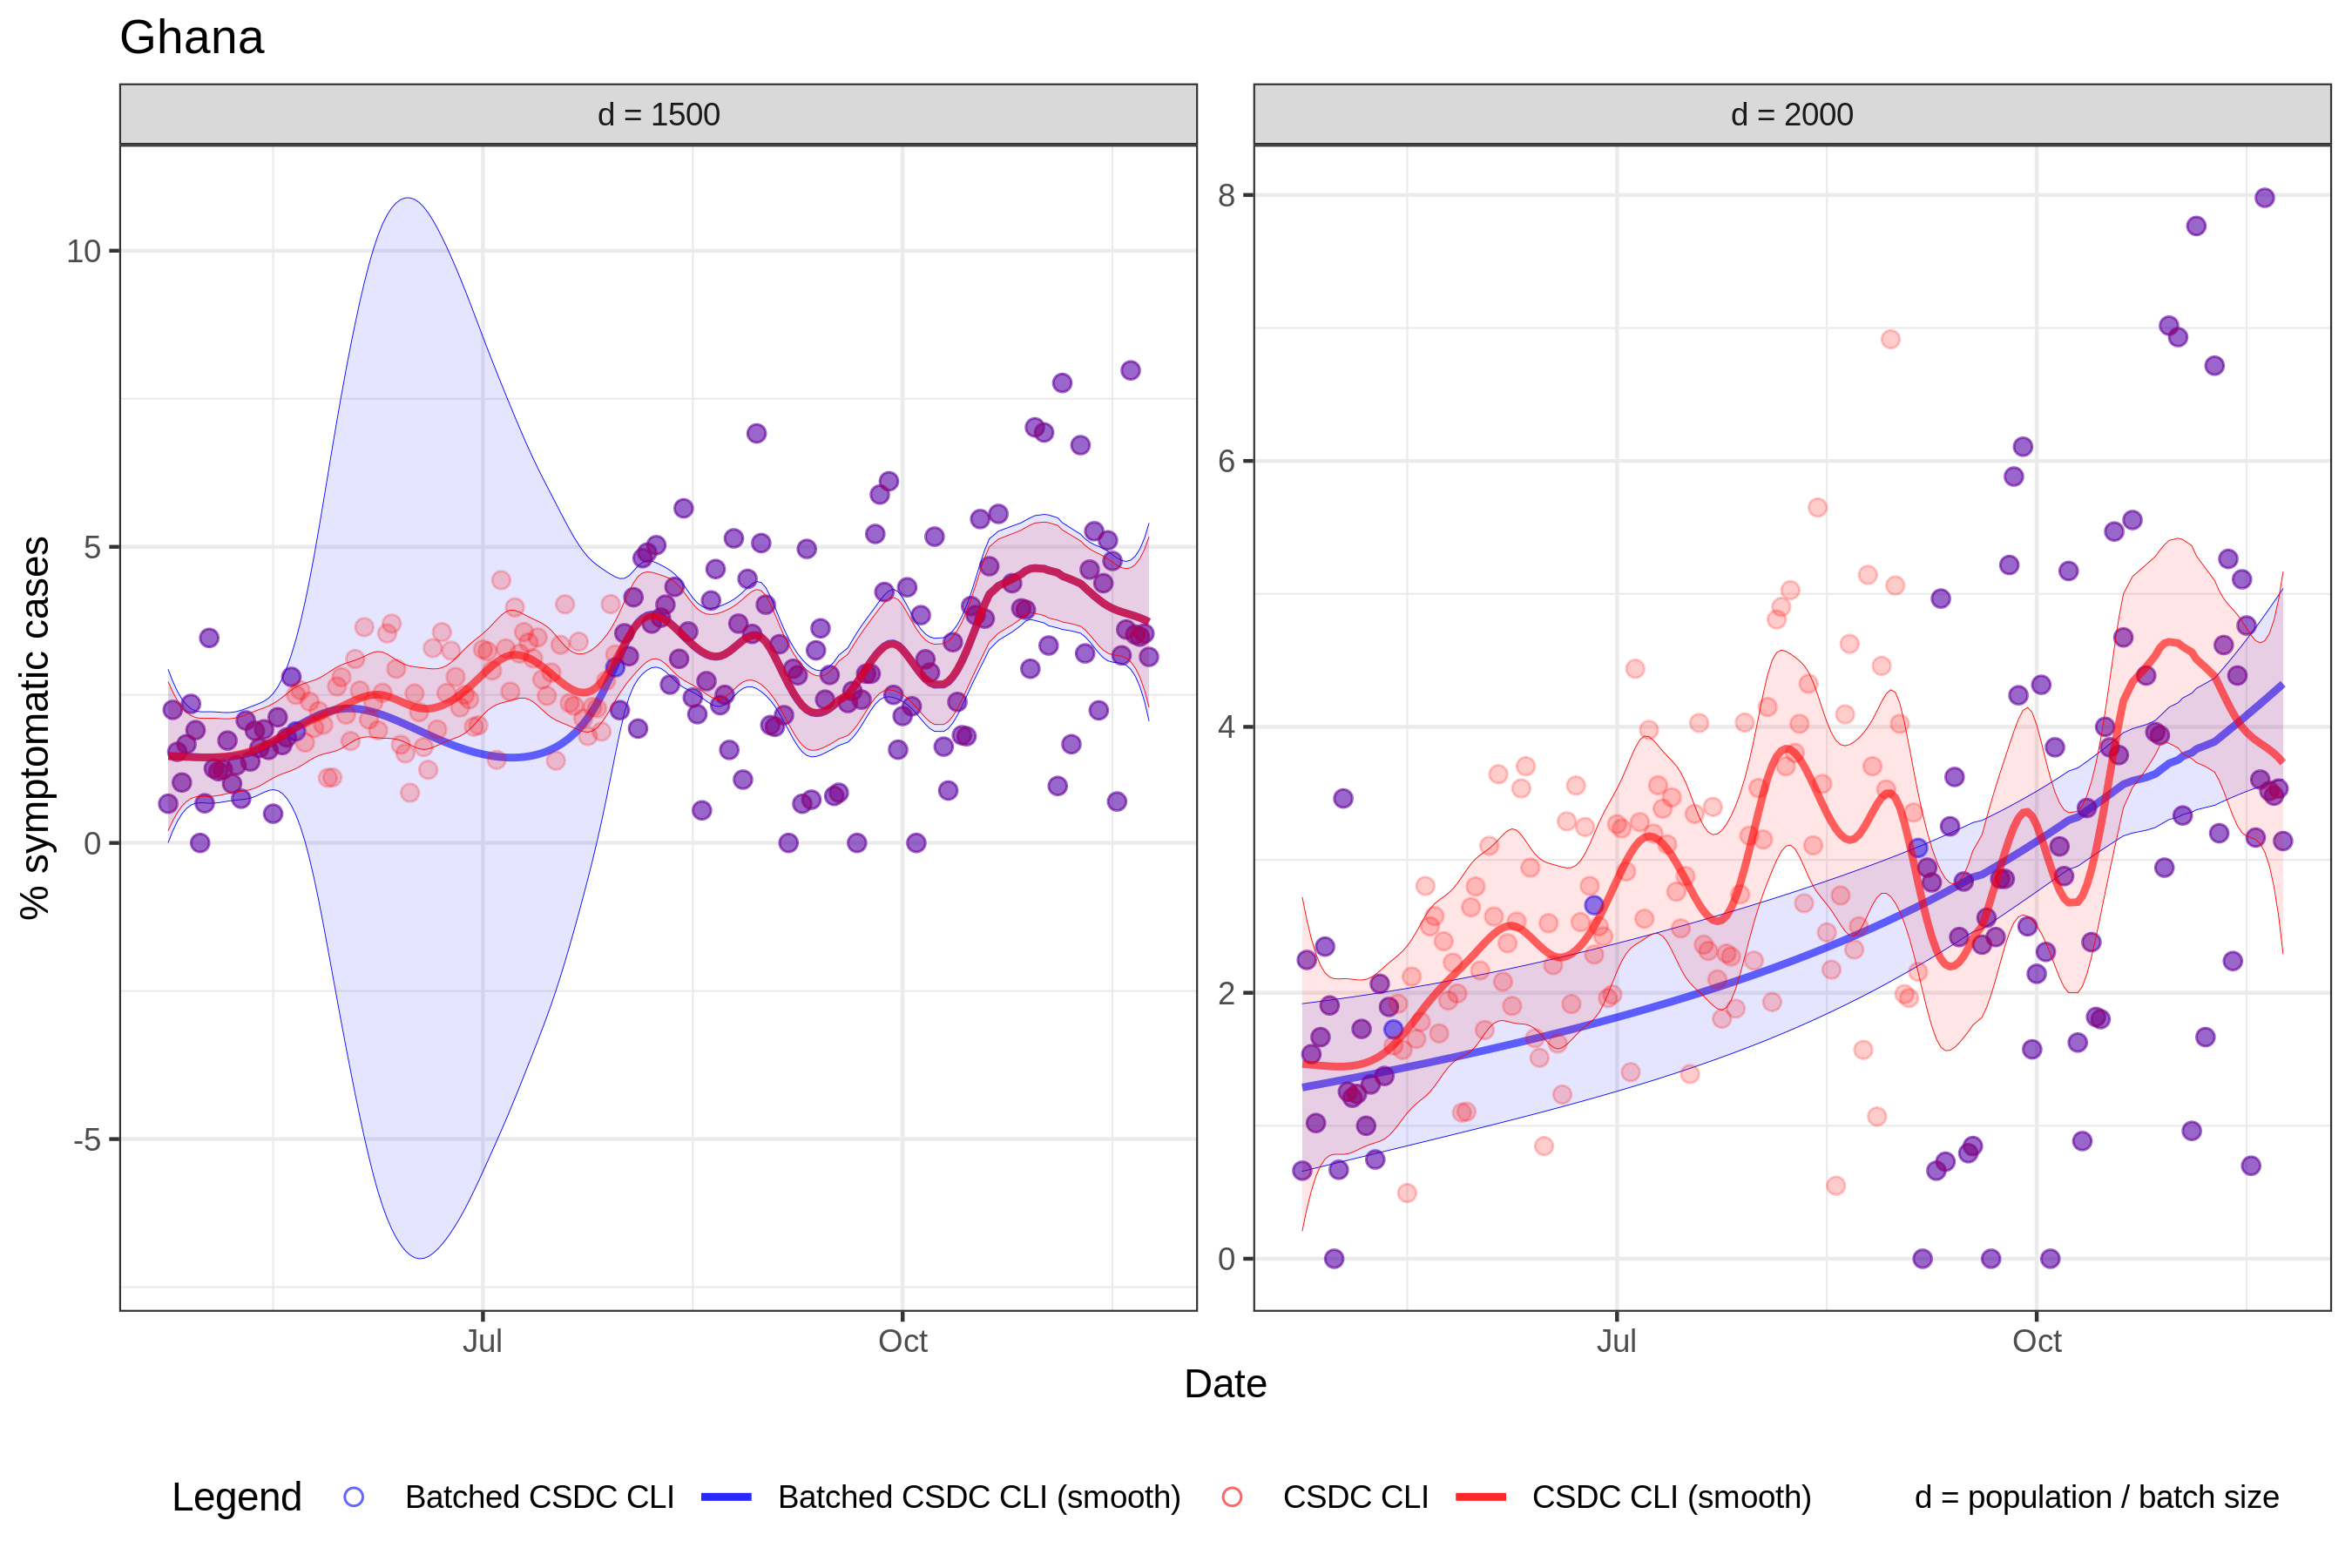 Ghana
d = 1500
d = 2000
% symptomatic cases
10
5
0
-5
8
6
4
2
0
Jul
Oct
Jul
Oct
Date
Legend
Batched CSDC CLI
Batched CSDC CLI (smooth)
CSDC CLI
CSDC CLI (smooth)
d = population / batch size